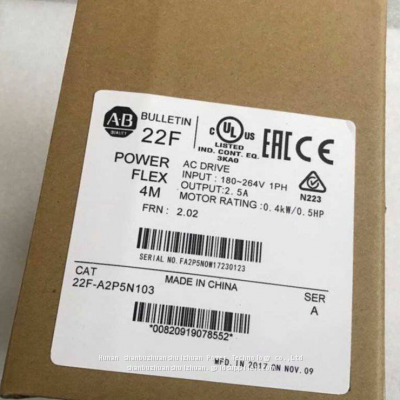 A-B
QUALITY
BULLETIN
22F
POWER
FLEX
4M
FRN : 2.02
UL
C US
LISTED
IND. CONT. EQ.
3KA0
EAC
CE
N223
AC DRIVE
INPUT : 180~264V 1PH
OUTPUT: 2.5A
MOTOR RATING : 0.4kW/0.5HP
SERIAL NO.FA2P5N0W17230123
CAT
22F-A2P5N103
MADE IN CHINA
SER
A
*00820919078552*
MFD. IN 2017 ON NOV. 09